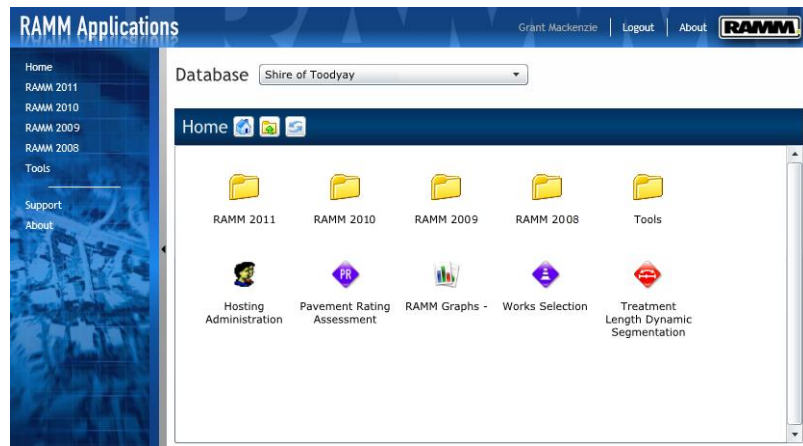 RAMM Applications
Grant Mackenzie | Logout | About RAMM
Home
RAMM 2011
RAMM 2010
RAMM 2009
RAMM 2008
Tools
Support
About
Database Shire of Toodyay
Home
RAMM 2011 RAMM 2010 RAMM 2009 RAMM 2008 Tools
PR
Hosting Pavement Rating RAMM Graphs - Works Selection Treatment
Administration Assessment Length Dynamic
Segmentation